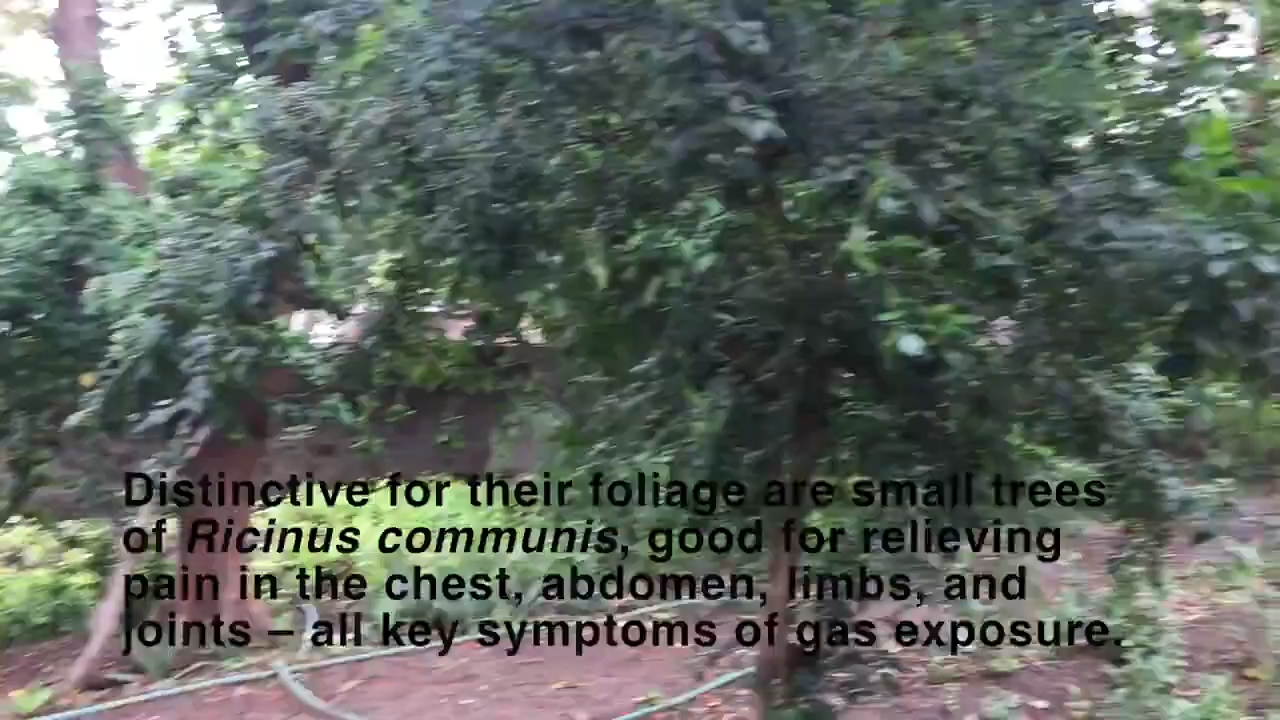 Distinctive for their foliage are small trees
of Ricinus communis, good for relieving
pain in the chest, abdomen, limbs, and
joints – all key symptoms of gas exposure.